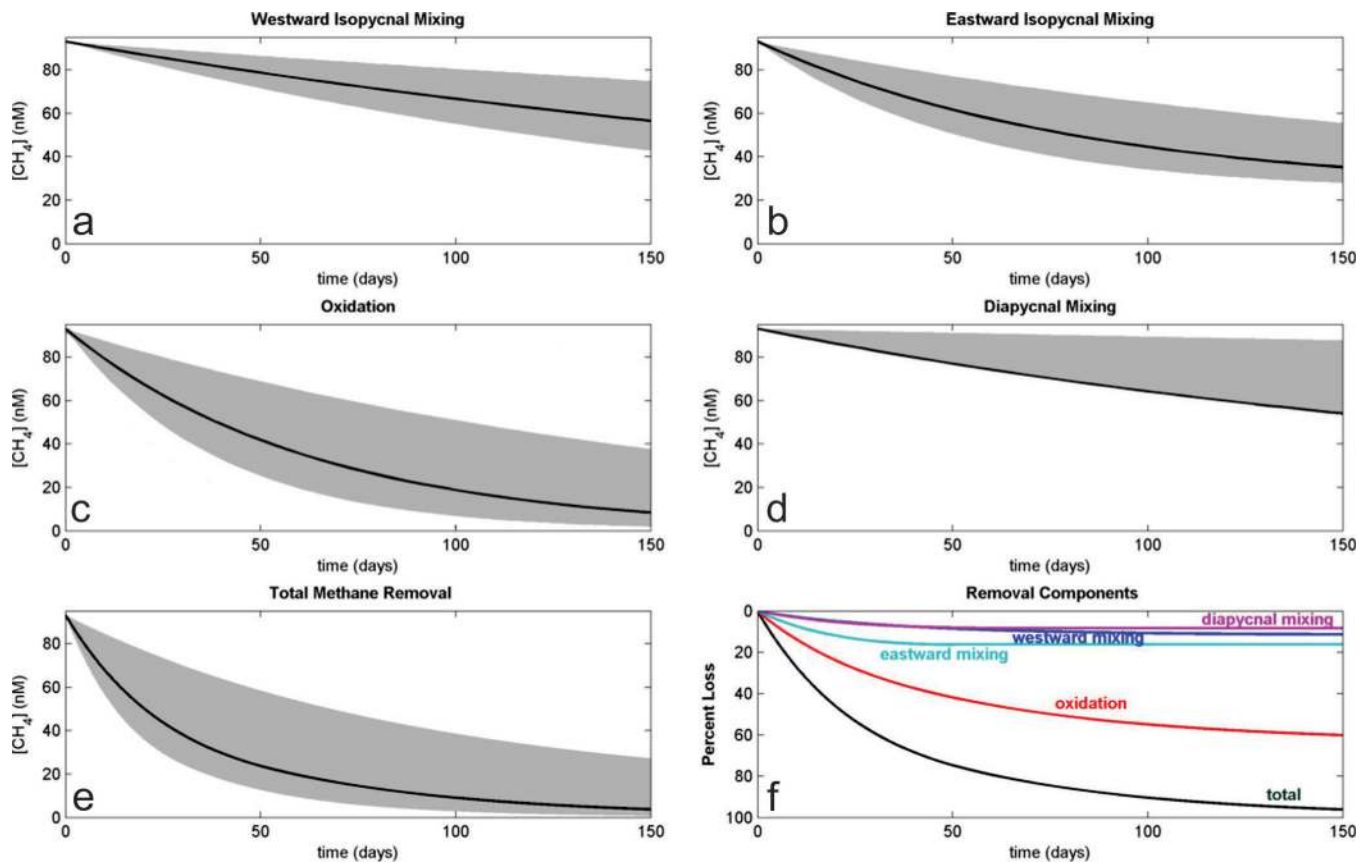 Westward Isopycnal Mixing
[CH₄] (nM)
80
60
40
20
0
a
0 50 100 150
time (days)
Eastward Isopycnal Mixing
[CH₄] (nM)
80
60
40
20
0
b
0 50 100 150
time (days)
Oxidation
[CH₄] (nM)
80
60
40
20
0
c
0 50 100 150
time (days)
Diapycnal Mixing
[CH₄] (nM)
80
60
40
20
0
d
0 50 100 150
time (days)
Total Methane Removal
[CH₄] (nM)
80
60
40
20
0
e
0 50 100 150
time (days)
Removal Components
Percent Loss
0
20
40
60
80
100
diapycnal mixing
westward mixing
eastward mixing
oxidation
total
f
0 50 100 150
time (days)